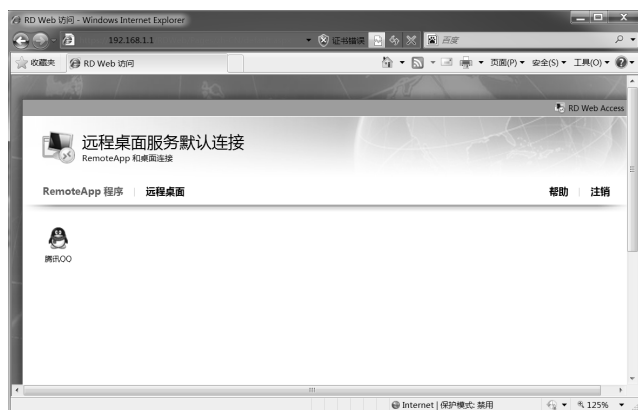 RD Web 访问 - Windows Internet Explorer
192.168.1.1 证书错误 百度
收藏夹 RD Web 访问 页面(P) 安全(S) 工具(O)
RD Web Access
远程桌面服务默认连接
RemoteApp 和桌面连接
RemoteApp 程序 远程桌面 帮助 注销
腾讯QQ
Internet | 保护模式: 禁用 125%